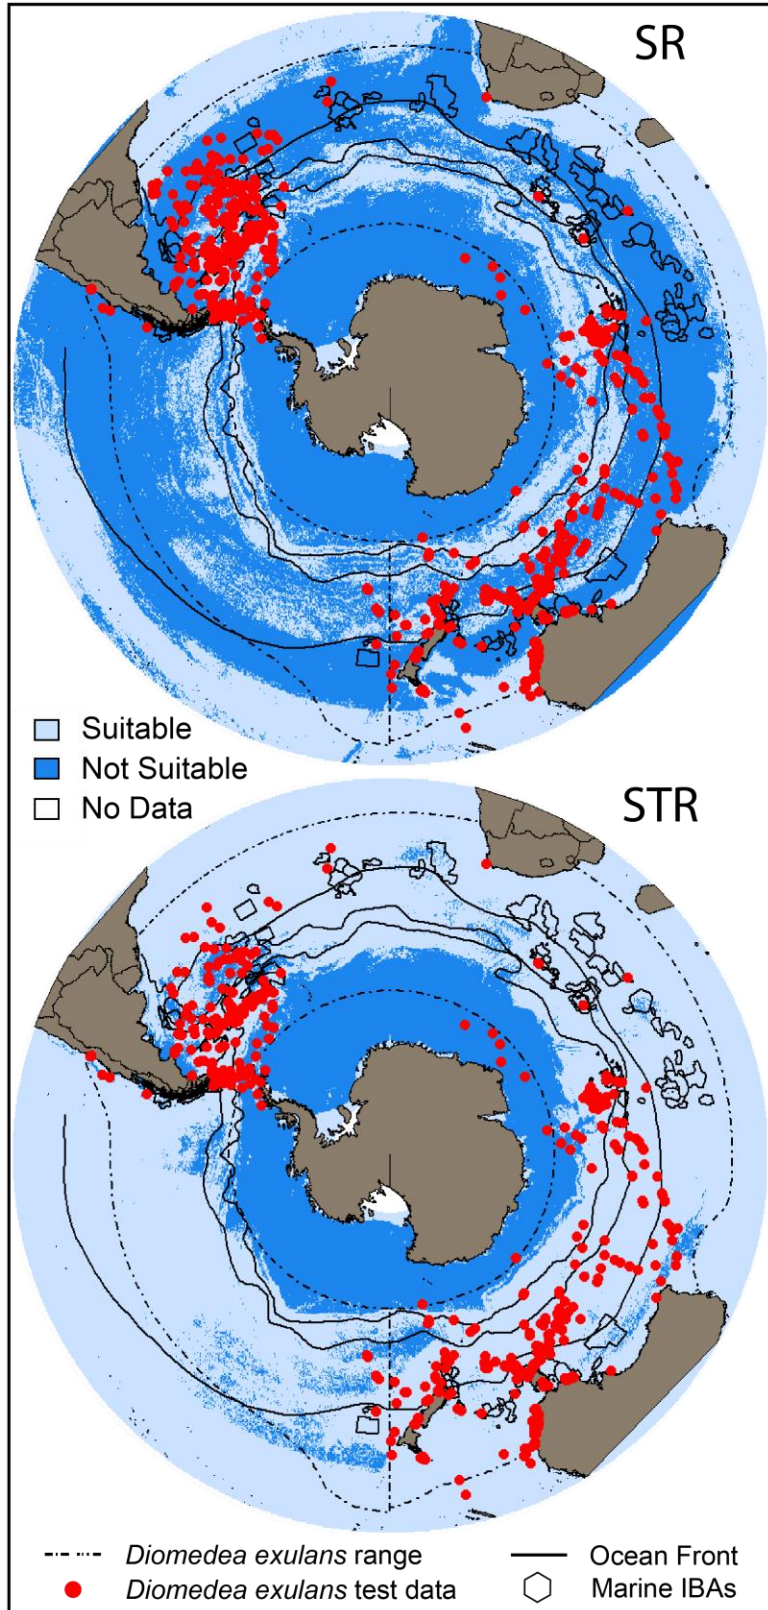 SR
Suitable
Not Suitable
No Data
STR
Diomedea exulans range
Ocean Front
Diomedea exulans test data
Marine IBAs